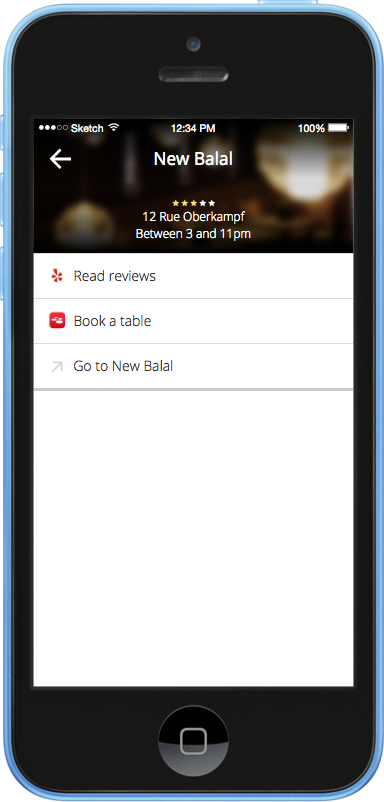 Sketch 12:34 PM 100%
New Balal
12 Rue Oberkampf
Between 3 and 11pm
Read reviews
Book a table
Go to New Balal